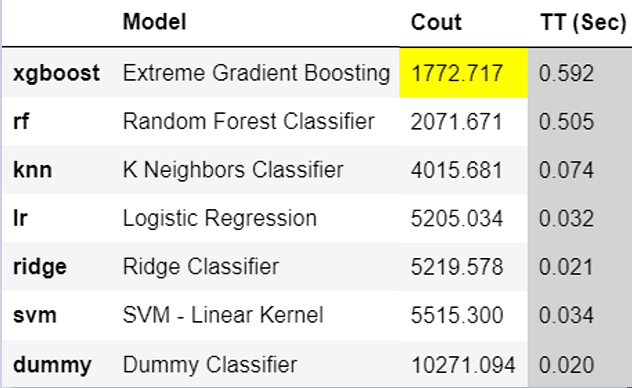 Model Cout TT (Sec)
xgboost Extreme Gradient Boosting 1772.717 0.592
rf Random Forest Classifier 2071.671 0.505
knn K Neighbors Classifier 4015.681 0.074
lr Logistic Regression 5205.034 0.032
ridge Ridge Classifier 5219.578 0.021
svm SVM - Linear Kernel 5515.300 0.034
dummy Dummy Classifier 10271.094 0.020